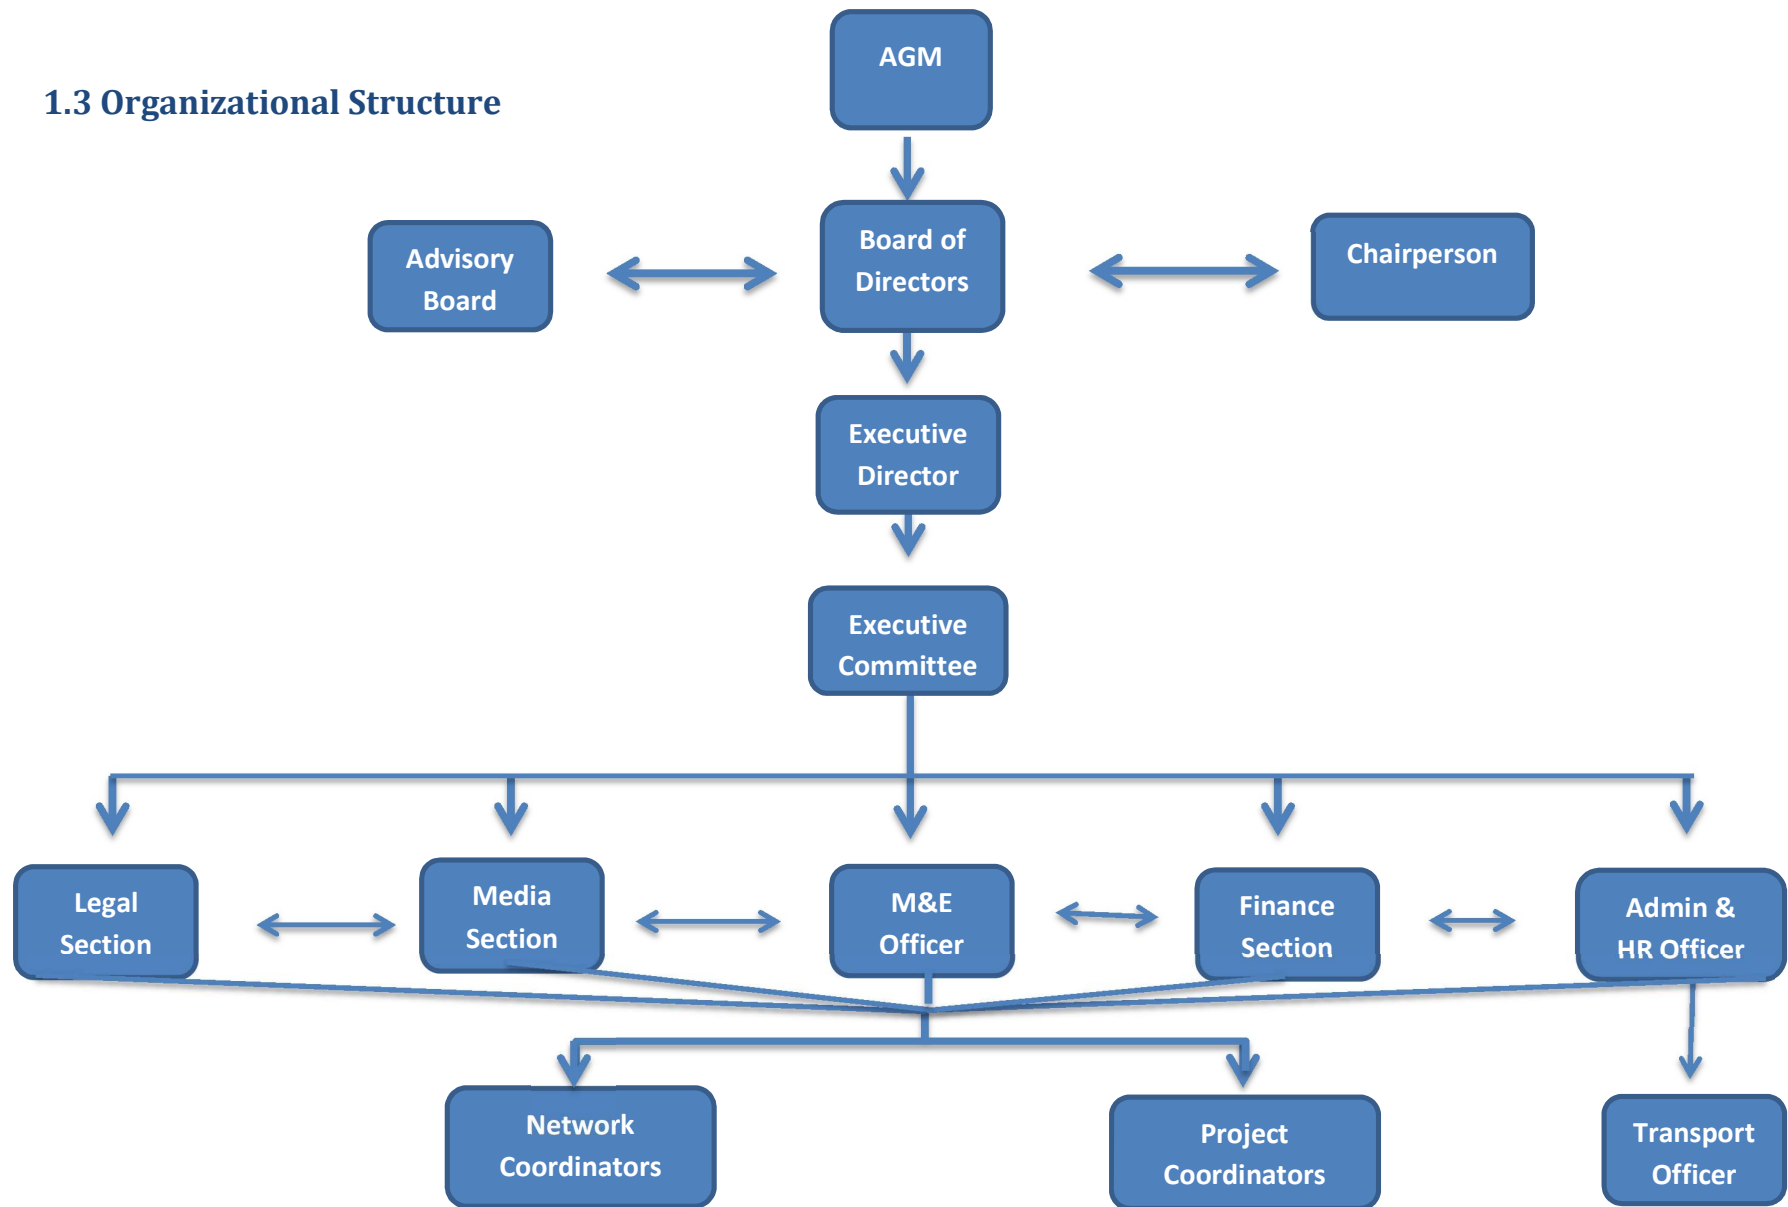 AGM
1.3 Organizational Structure
Advisory
Board
Board of
Directors
Chairperson
Executive
Director
Executive
Committee
Legal
Section
Media
Section
M&E
Officer
Finance
Section
Admin &
HR Officer
Network
Coordinators
Project
Coordinators
Transport
Officer